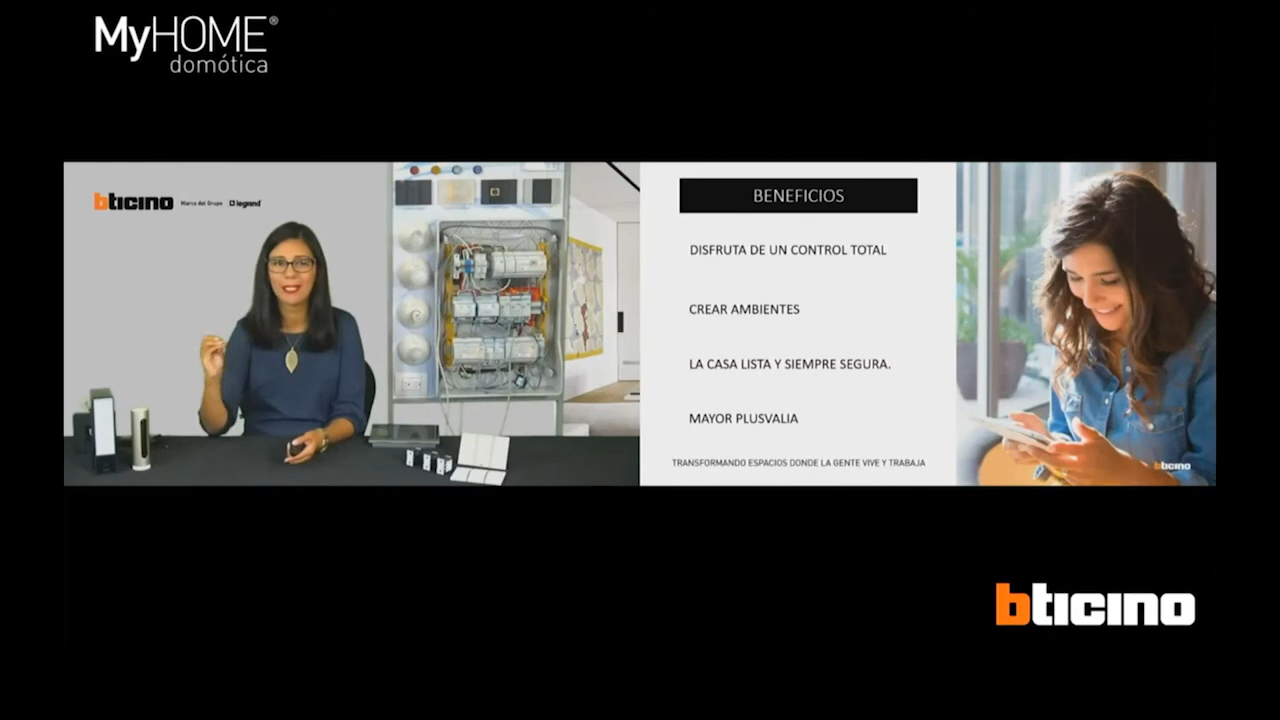 MyHOME®
domótica
bticino Marca del Grupo legrand
BENEFICIOS
DISFRUTA DE UN CONTROL TOTAL
CREAR AMBIENTES
LA CASA LISTA Y SIEMPRE SEGURA.
MAYOR PLUSVALIA
TRANSFORMANDO ESPACIOS DONDE LA GENTE VIVE Y TRABAJA
bticino
bticino